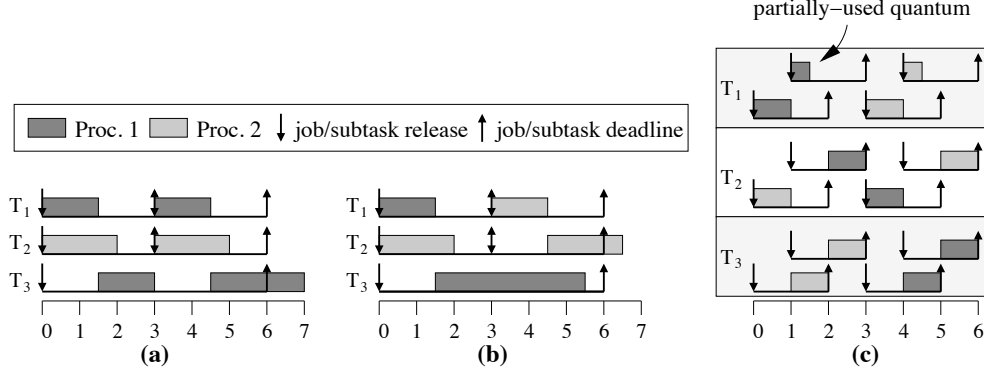 partially−used quantum
Proc. 1 Proc. 2 job/subtask release job/subtask deadline
T1
T2
T3
0 1 2 3 4 5 6 7
(a)
T1
T2
T3
0 1 2 3 4 5 6 7
(b)
T1
T2
T3
0 1 2 3 4 5 6
(c)